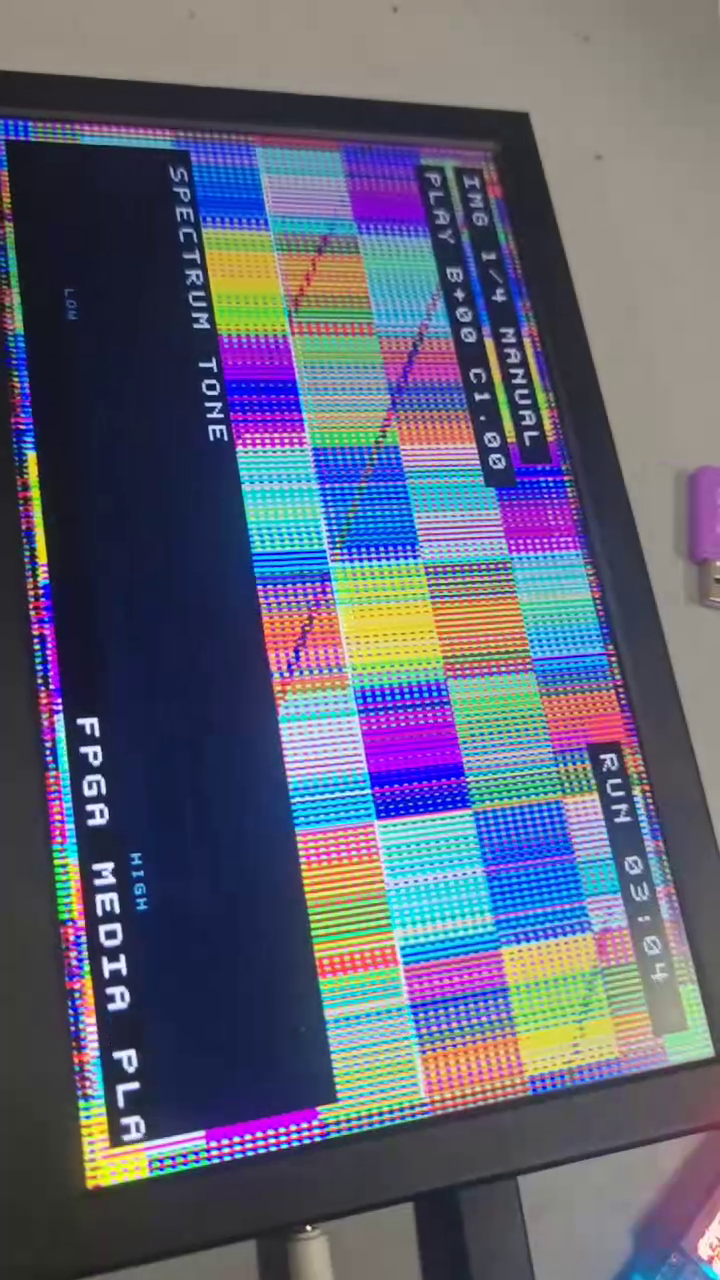 IMG 1/4 MANUAL
PLAY B+00 C1.00
RUN 03:04
SPECTRUM TONE
LOW
HIGH
FPGA MEDIA PLA